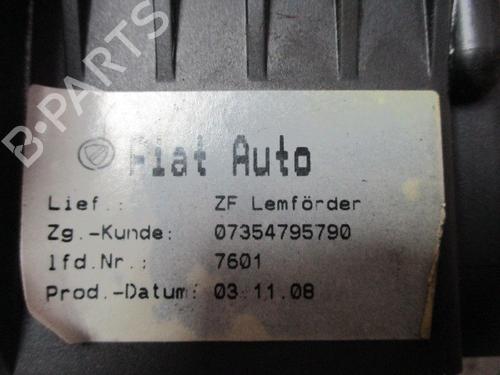 B-PARTS
Fiat Auto
Lief.: ZF Lemförder
Zg.-Kunde: 07354795790
lfd.Nr.: 7601
Prod.-Datum: 03.11.08